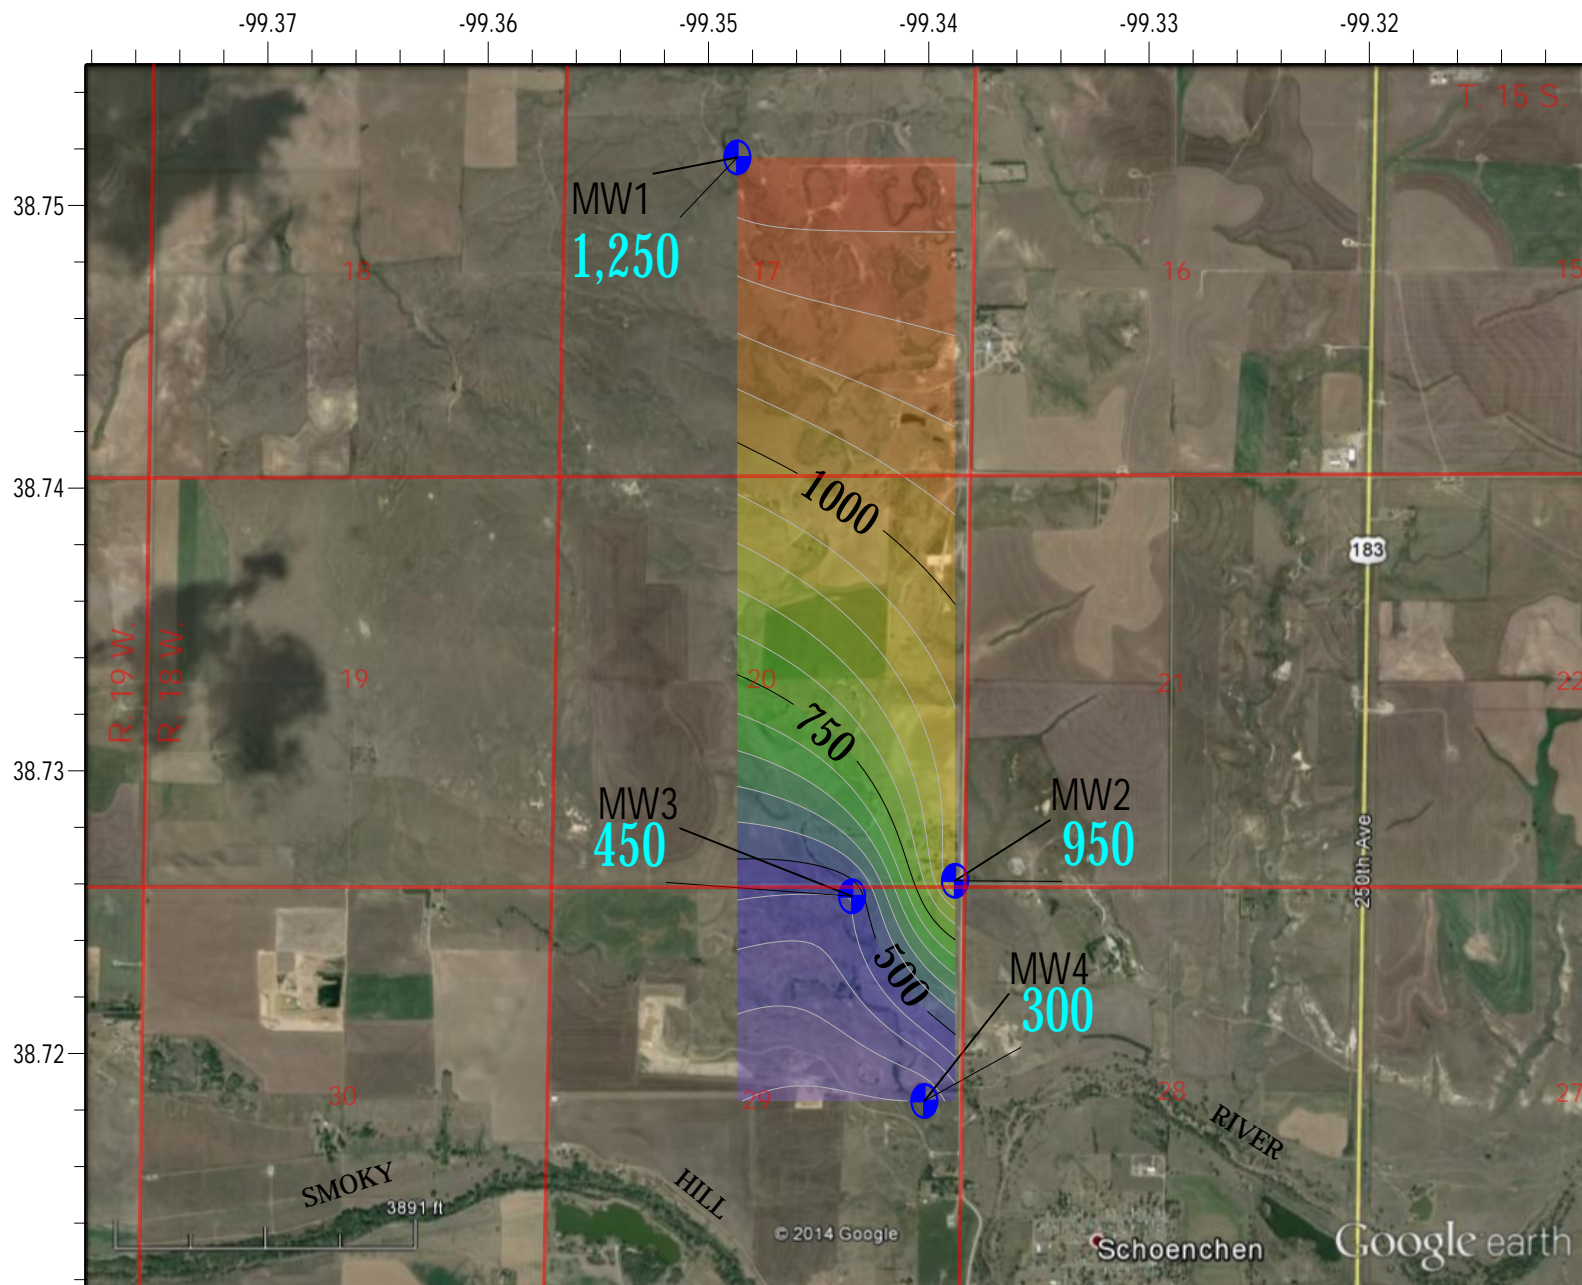 -99.37 -99.36 -99.35 -99.34 -99.33 -99.32
T. 15 S.
38.75
MW1
1,250
18 17 16 15
38.74
1000
183
R. 19 W.
R. 18 W.
19 20 21 22
750
38.73
MW3
450
MW2
950
250th Ave
500
MW4
300
38.72
30 29 28 27
SMOKY HILL RIVER
3891 ft
© 2014 Google
Schoenchen
Google earth